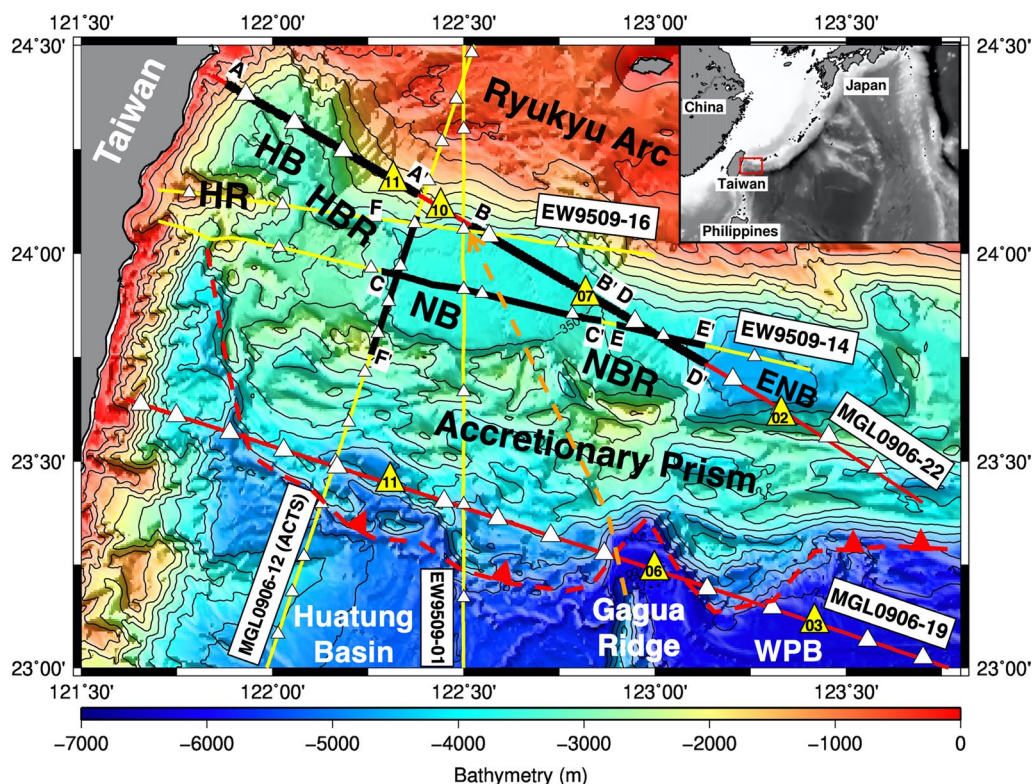 121°30' 122°00' 122°30' 123°00' 123°30'
24°30' 24°30'
Taiwan
A
Ryukyu Arc
Japan
China
Taiwan
Philippines
HB
11
A'
HR
HBR
F
10
B
EW9509-16
24°00' 24°00'
C
NB
07
B' D
-350
C' E
E'
EW9509-14
F'
NBR
D'
ENB
02
MGL0906-22
Accretionary Prism
23°30' 23°30'
11
MGL0906-12 (ACTS)
EW9509-01
06
MGL0906-19
03
Huatung
Basin
Gagua
Ridge
WPB
23°00' 23°00'
121°30' 122°00' 122°30' 123°00' 123°30'
−7000 −6000 −5000 −4000 −3000 −2000 −1000 0
Bathymetry (m)